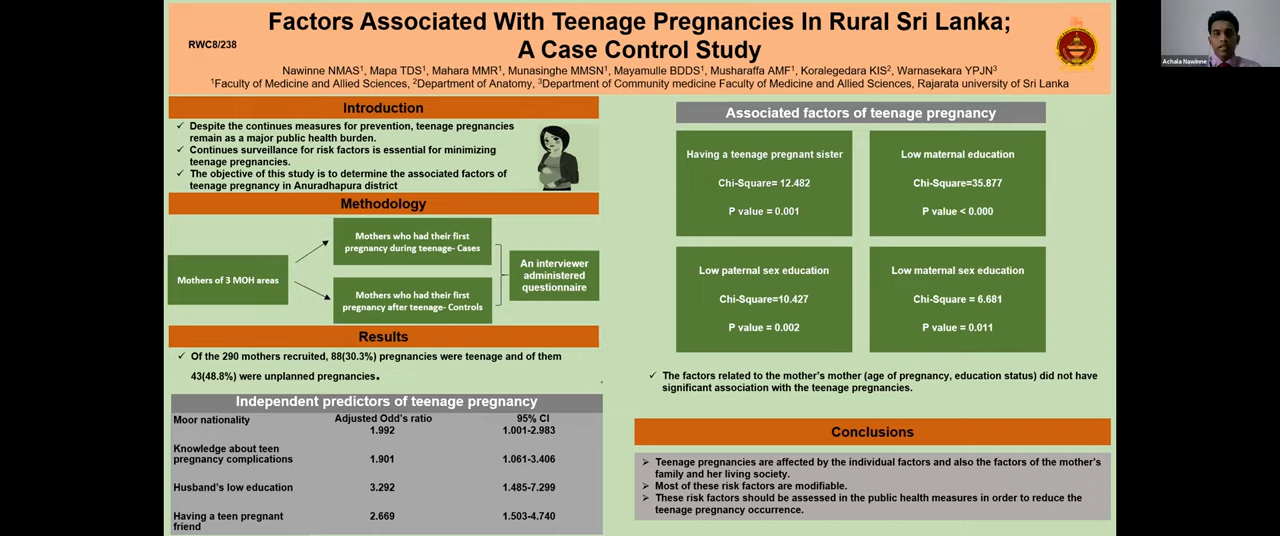 Factors Associated With Teenage Pregnancies In Rural Sri Lanka;
A Case Control Study
RWC8/238
Nawinne NMAS¹, Mapa TDS¹, Mahara MMR¹, Munasinghe MMSN¹, Mayamulle BDDS¹, Musharaffa AMF¹, Koralegedara KIS², Warnasekara YPJN³
¹Faculty of Medicine and Allied Sciences, ²Department of Anatomy, ³Department of Community medicine Faculty of Medicine and Allied Sciences, Rajarata university of Sri Lanka
Achala Nawinne
Introduction
✓ Despite the continues measures for prevention, teenage pregnancies
remain as a major public health burden.
✓ Continues surveillance for risk factors is essential for minimizing
teenage pregnancies.
✓ The objective of this study is to determine the associated factors of
teenage pregnancy in Anuradhapura district
Methodology
Mothers of 3 MOH areas
Mothers who had their first
pregnancy during teenage- Cases
Mothers who had their first
pregnancy after teenage- Controls
An interviewer
administered
questionnaire
Results
✓ Of the 290 mothers recruited, 88(30.3%) pregnancies were teenage and of them
43(48.8%) were unplanned pregnancies.
Independent predictors of teenage pregnancy
Moor nationality Adjusted Odd's ratio 95% CI
1.992 1.001-2.983
Knowledge about teen
pregnancy complications 1.901 1.061-3.406
Husband's low education 3.292 1.485-7.299
Having a teen pregnant 2.669 1.503-4.740
friend
Associated factors of teenage pregnancy
Having a teenage pregnant sister
Chi-Square= 12.482
P value = 0.001
Low maternal education
Chi-Square=35.877
P value < 0.000
Low paternal sex education
Chi-Square=10.427
P value = 0.002
Low maternal sex education
Chi-Square = 6.681
P value = 0.011
✓ The factors related to the mother's mother (age of pregnancy, education status) did not have
significant association with the teenage pregnancies.
Conclusions
➢ Teenage pregnancies are affected by the individual factors and also the factors of the mother's
family and her living society.
➢ Most of these risk factors are modifiable.
➢ These risk factors should be assessed in the public health measures in order to reduce the
teenage pregnancy occurrence.